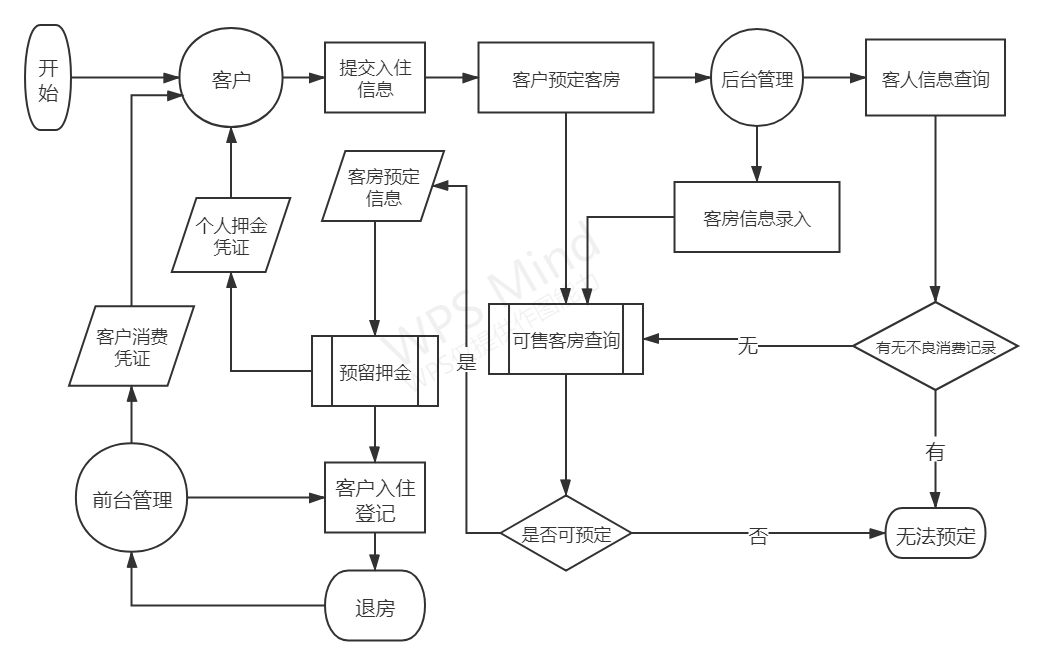 开
始
客户
提交入住
信息
客户预定客房
后台管理
客人信息查询
客房预定
信息
个人押金
凭证
客房信息录入
客户消费
凭证
预留押金
是
可售客房查询
无
有无不良消费记录
有
前台管理
客户入住
登记
是否可预定
否
无法预定
退房
WPS Mind